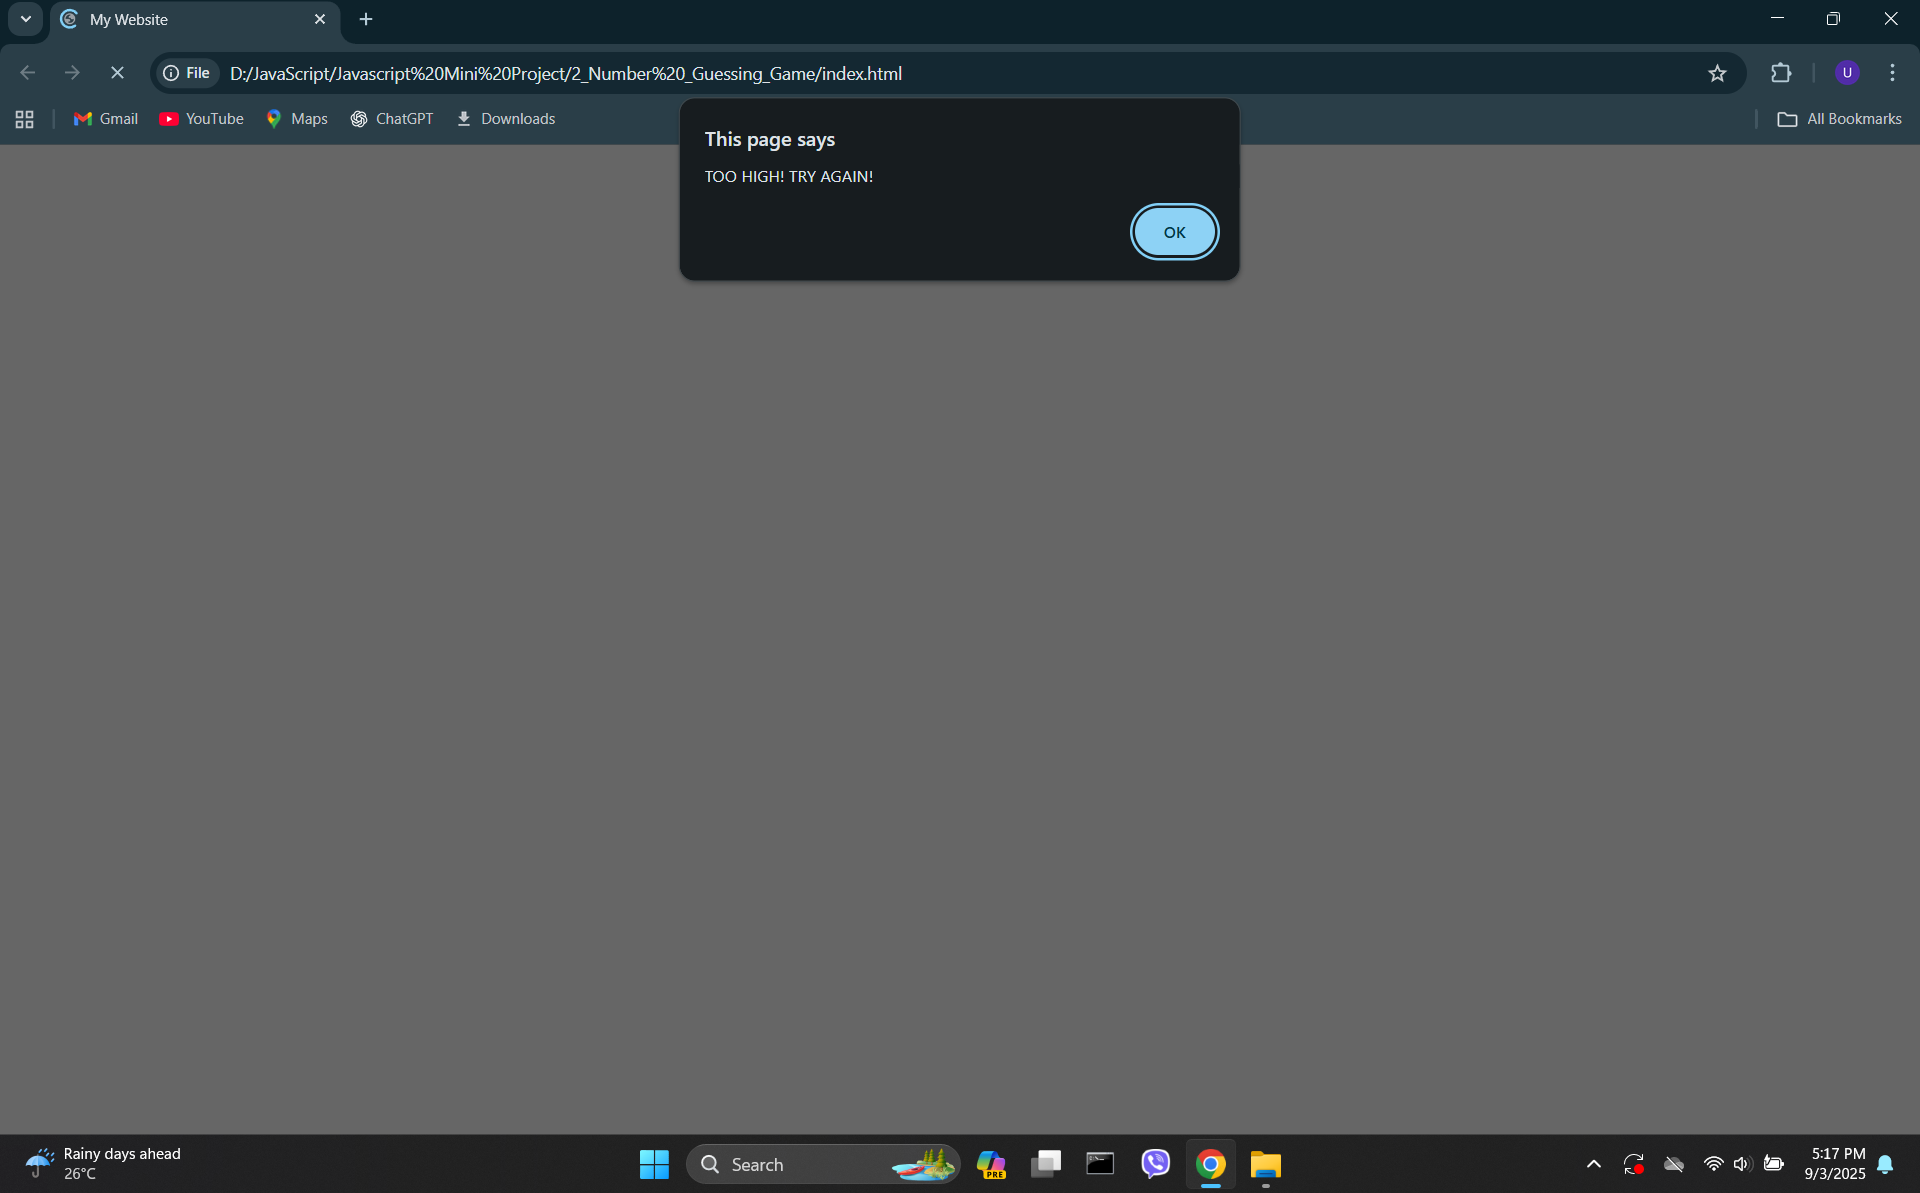 My Website
File
D:/JavaScript/Javascript%20Mini%20Project/2_Number%20_Guessing_Game/index.html
U
Gmail
YouTube
Maps
ChatGPT
Downloads
All Bookmarks
This page says
TOO HIGH! TRY AGAIN!
OK
Rainy days ahead
26°C
Search
PRE
5:17 PM
9/3/2025